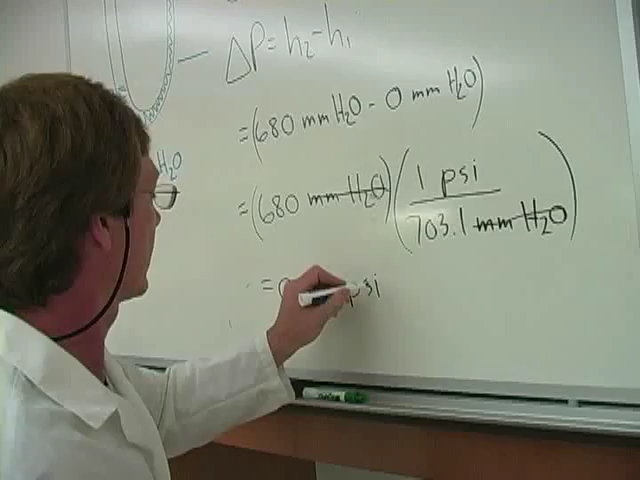 ΔP = h₂ - h₁
= (680 mm H₂O - 0 mm H₂O)
H₂O
= (680 mm H₂O) (1 psi / 703.1 mm H₂O)
= psi